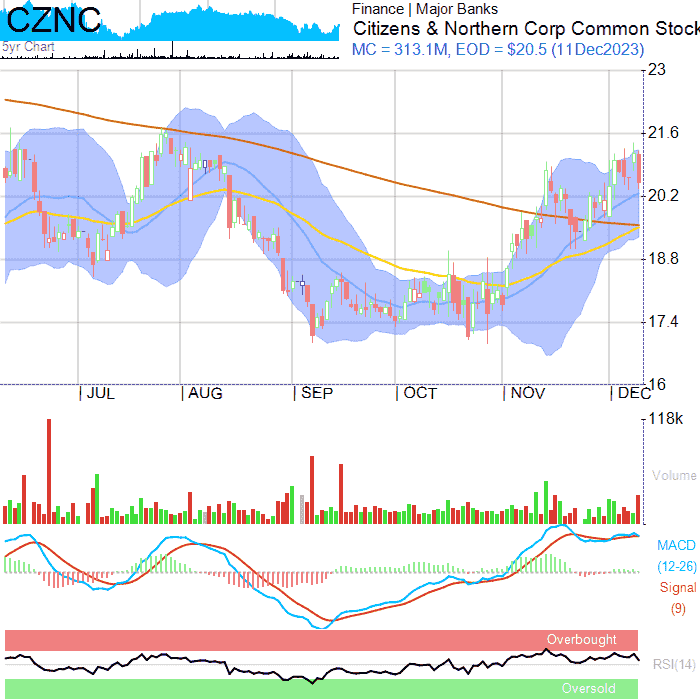 CZNC
5yr Chart
Finance | Major Banks
Citizens & Northern Corp Common Stock
MC = 313.1M, EOD = $20.5 (11Dec2023)
23
21.6
20.2
18.8
17.4
16
| JUL | AUG | SEP | OCT | NOV | DEC
118k
Volume
MACD
(12-26)
Signal
(9)
Overbought
RSI(14)
Oversold